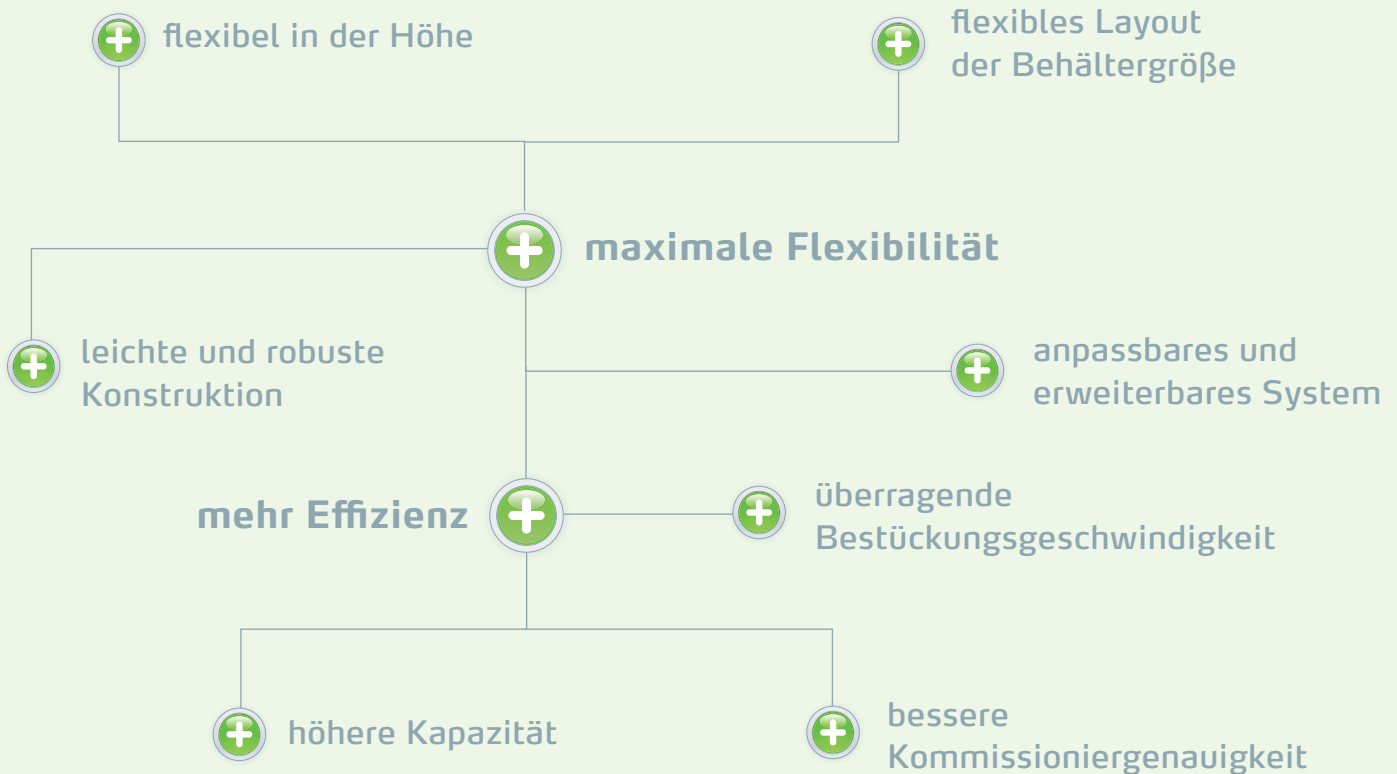 flexibel in der Höhe
flexibles Layout
der Behältergröße
maximale Flexibilität
leichte und robuste
Konstruktion
anpassbares und
erweiterbares System
mehr Effizienz
überragende
Bestückungsgeschwindigkeit
höhere Kapazität
bessere
Kommissioniergenauigkeit